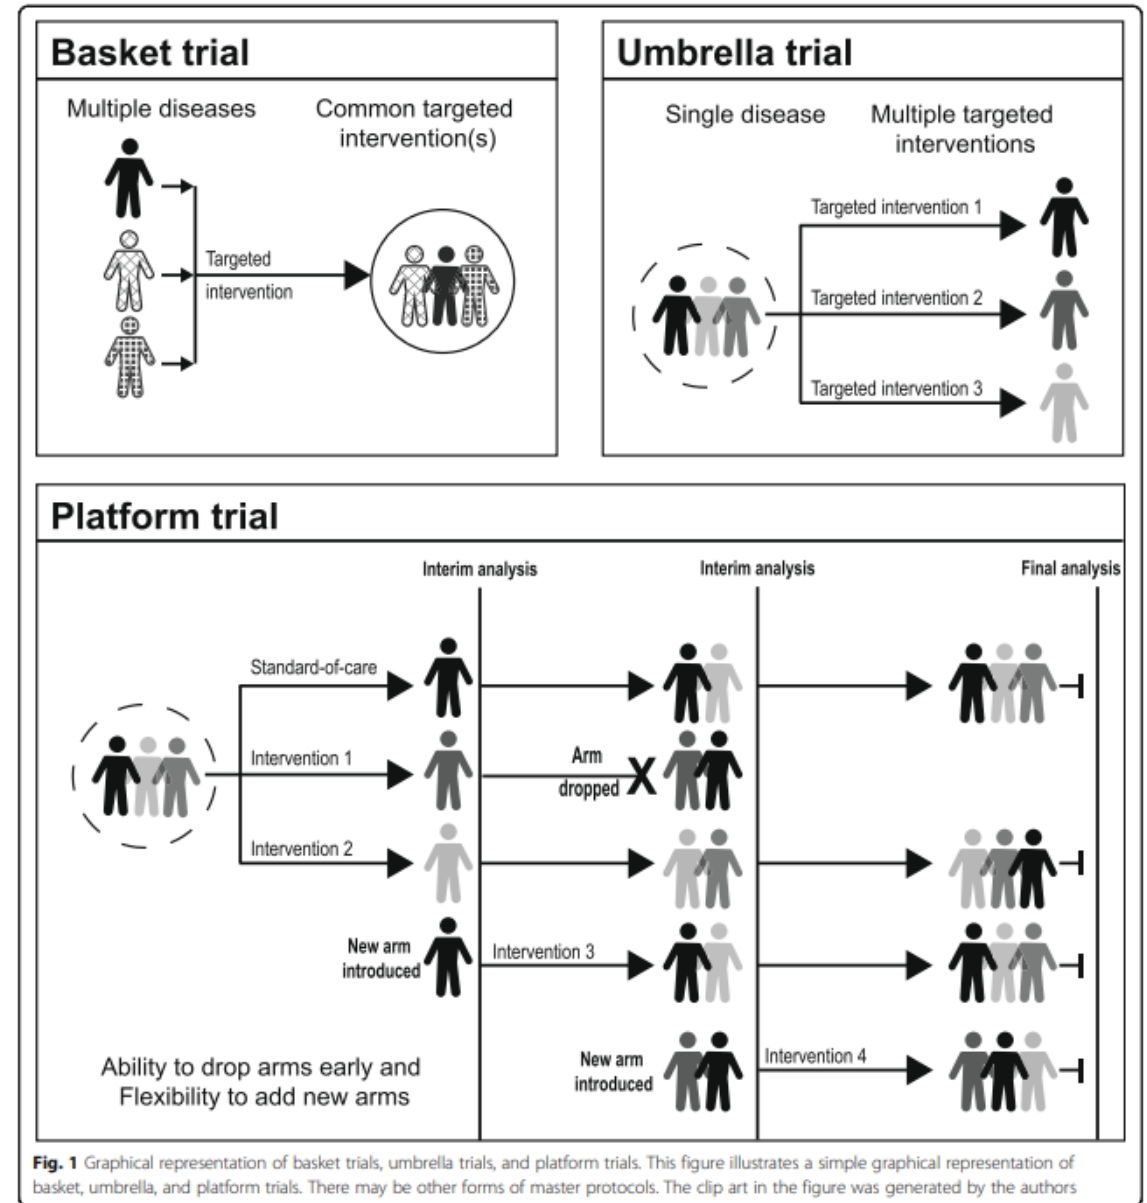 Basket trial
Multiple diseases
Common targeted
intervention(s)
Targeted
intervention
Umbrella trial
Single disease
Multiple targeted
interventions
Targeted intervention 1
Targeted intervention 2
Targeted intervention 3
Platform trial
Interim analysis
Interim analysis
Final analysis
Standard-of-care
Intervention 1
Arm
dropped
X
Intervention 2
New arm
introduced
Intervention 3
New arm
introduced
Intervention 4
Ability to drop arms early and
Flexibility to add new arms
Fig. 1 Graphical representation of basket trials, umbrella trials, and platform trials. This figure illustrates a simple graphical representation of
basket, umbrella, and platform trials. There may be other forms of master protocols. The clip art in the figure was generated by the authors